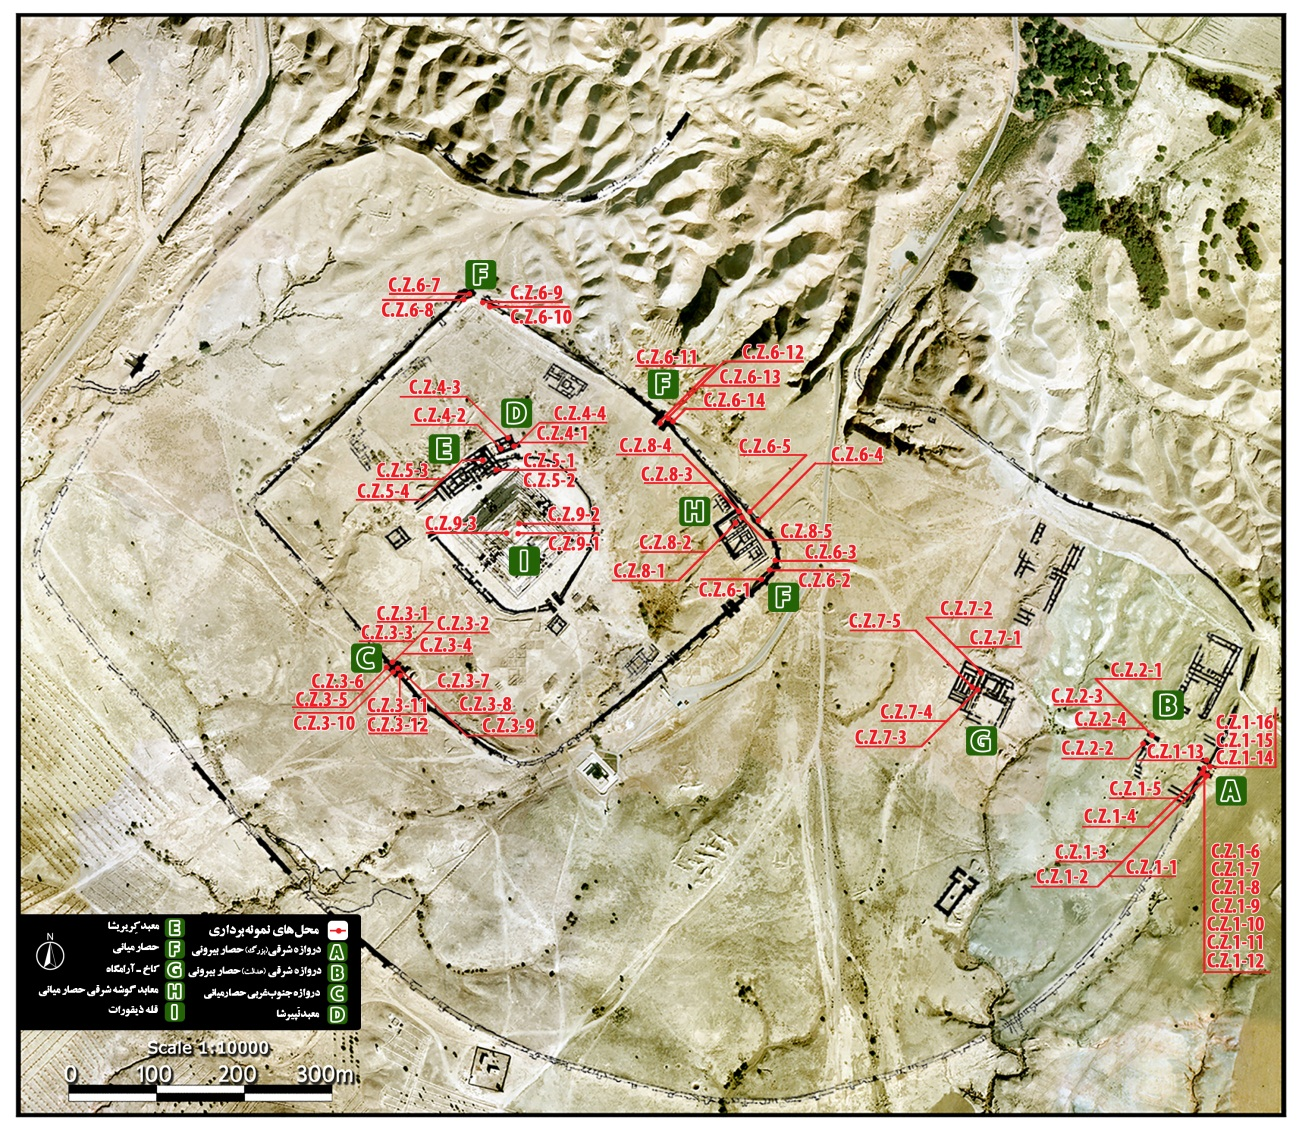 F
C.Z.6-7
C.Z.6-8
C.Z.6-9
C.Z.6-10
C.Z.6-11
C.Z.6-12
C.Z.6-13
C.Z.6-14
F
C.Z.4-3
C.Z.4-2
D
C.Z.4-4
C.Z.4-1
E
C.Z.5-3
C.Z.5-4
C.Z.5-1
C.Z.5-2
C.Z.8-4
C.Z.8-3
C.Z.6-5
C.Z.6-4
H
C.Z.9-3
C.Z.9-2
C.Z.9-1
I
C.Z.8-2
C.Z.8-1
C.Z.8-5
C.Z.6-3
C.Z.6-2
C.Z.6-1
F
C.Z.3-1
C.Z.3-3
C.Z.3-2
C.Z.3-4
C
C.Z.3-6
C.Z.3-5
C.Z.3-10
C.Z.3-11
C.Z.3-12
C.Z.3-7
C.Z.3-8
C.Z.3-9
C.Z.7-5
C.Z.7-2
C.Z.7-1
C.Z.7-4
C.Z.7-3
G
C.Z.2-1
C.Z.2-3
C.Z.2-4
C.Z.2-2
B
C.Z.1-13
C.Z.1-16
C.Z.1-15
C.Z.1-14
A
C.Z.1-5
C.Z.1-4
C.Z.1-3
C.Z.1-2
C.Z.1-1
C.Z.1-6
C.Z.1-7
C.Z.1-8
C.Z.1-9
C.Z.1-10
C.Z.1-11
C.Z.1-12
محل‌های نمونه‌برداری
A دروازه شرقی (بزرگ) حصار بیرونی
B دروازه شرقی (عدالت) حصار بیرونی
C دروازه جنوب‌غربی حصار میانی
D معبد نپیرشا
E معبد کریریشا
F حصار میانی
G کاخ ـ آرامگاه
H معابد گوشه شرقی حصار میانی
I قله ذیقورات
N
Scale 1:10000
0 100 200 300m